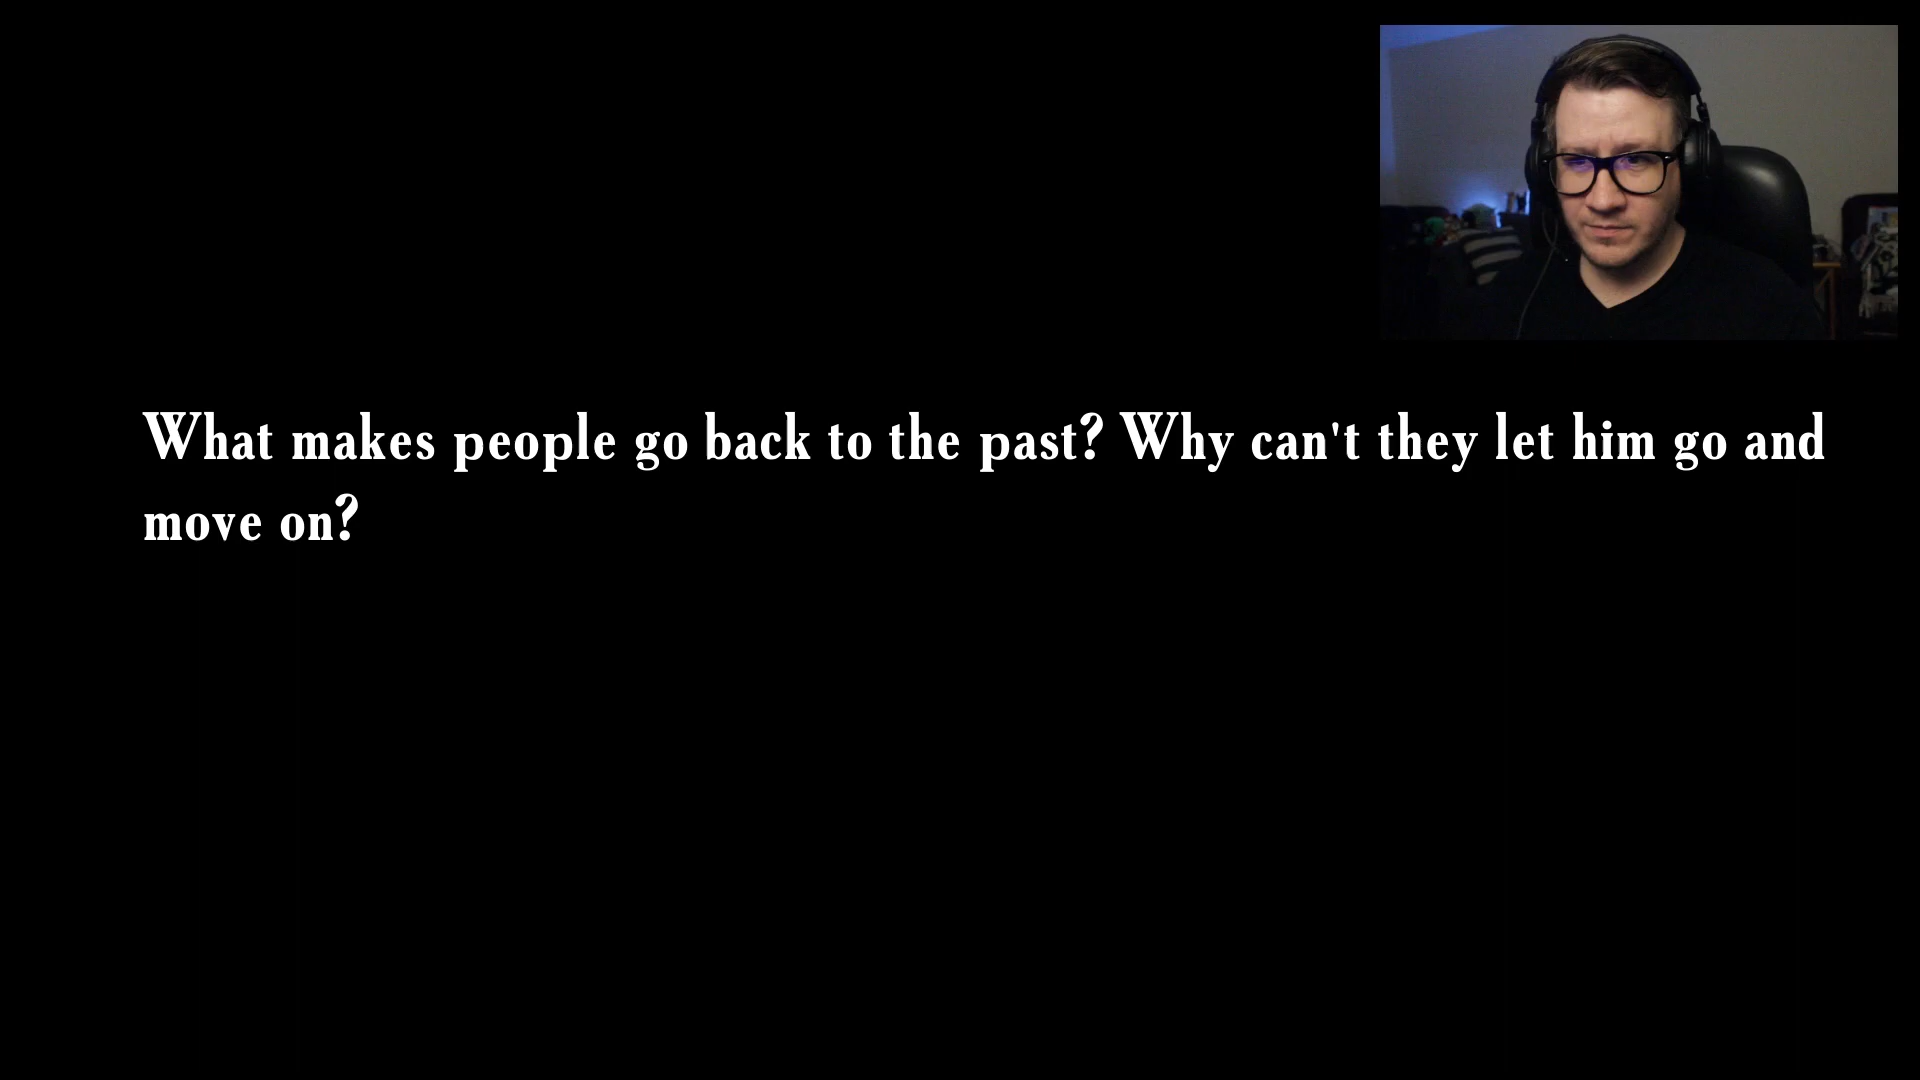 What makes people go back to the past? Why can't they let him go and
move on?